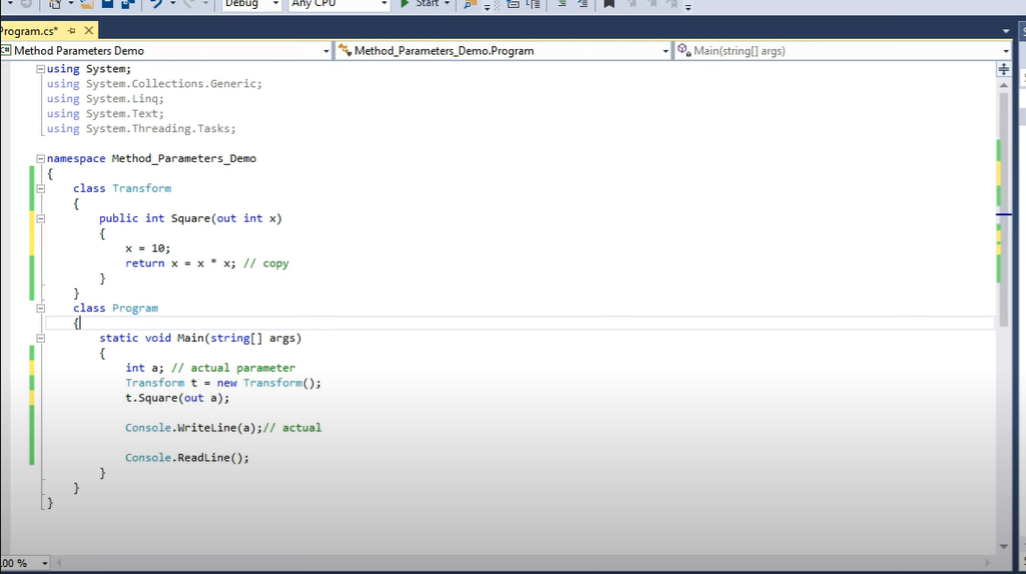 Debug Any CPU Start
Program.cs*
Method Parameters Demo Method_Parameters_Demo.Program Main(string[] args)
using System;
using System.Collections.Generic;
using System.Linq;
using System.Text;
using System.Threading.Tasks;
namespace Method_Parameters_Demo
{
class Transform
{
public int Square(out int x)
{
x = 10;
return x = x * x; // copy
}
}
class Program
{
static void Main(string[] args)
{
int a; // actual parameter
Transform t = new Transform();
t.Square(out a);
Console.WriteLine(a);// actual
Console.ReadLine();
}
}
}
00 %